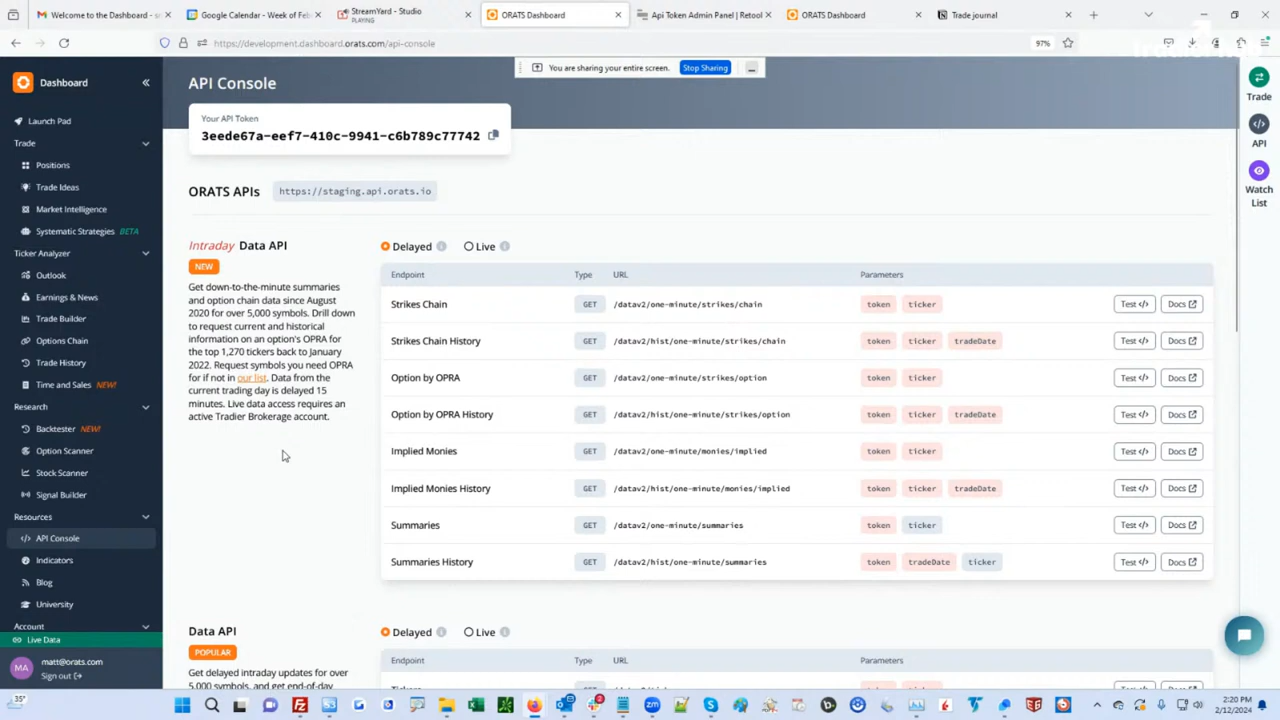 Welcome to the Dashboard - s
Google Calendar - Week of Feb
StreamYard - Studio
PLAYING
ORATS Dashboard
Api Token Admin Panel | Retool
ORATS Dashboard
Trade journal
https://development.dashboard.orats.com/api-console
97%
You are sharing your entire screen.
Stop Sharing
Dashboard
Launch Pad
Trade
Positions
Trade Ideas
Market Intelligence
Systematic Strategies BETA
Ticker Analyzer
Outlook
Earnings & News
Trade Builder
Options Chain
Trade History
Time and Sales NEW!
Research
Backtester NEW!
Option Scanner
Stock Scanner
Signal Builder
Resources
API Console
Indicators
Blog
University
Account
Live Data
MA
matt@orats.com
Sign out
API Console
Your API Token
3eede67a-eef7-410c-9941-c6b789c77742
ORATS APIs
https://staging.api.orats.io
Intraday Data API
NEW
Get down-to-the-minute summaries
and option chain data since August
2020 for over 5,000 symbols. Drill down
to request current and historical
information on an option's OPRA for
the top 1,270 tickers back to January
2022. Request symbols you need OPRA
for if not in our list. Data from the
current trading day is delayed 15
minutes. Live data access requires an
active Tradier Brokerage account.
Delayed Live
Endpoint Type URL Parameters
Strikes Chain GET /datav2/one-minute/strikes/chain token ticker Test </> Docs
Strikes Chain History GET /datav2/hist/one-minute/strikes/chain token ticker tradeDate Test </> Docs
Option by OPRA GET /datav2/one-minute/strikes/option token ticker Test </> Docs
Option by OPRA History GET /datav2/hist/one-minute/strikes/option token ticker tradeDate Test </> Docs
Implied Monies GET /datav2/one-minute/monies/implied token ticker Test </> Docs
Implied Monies History GET /datav2/hist/one-minute/monies/implied token ticker tradeDate Test </> Docs
Summaries GET /datav2/one-minute/summaries token ticker Test </> Docs
Summaries History GET /datav2/hist/one-minute/summaries token tradeDate ticker Test </> Docs
Data API
POPULAR
Get delayed intraday updates for over
5,000 symbols, and get end-of-day
Delayed Live
Endpoint Type URL Parameters
Trade
API
Watch
List
35°
2:20 PM
2/12/2024